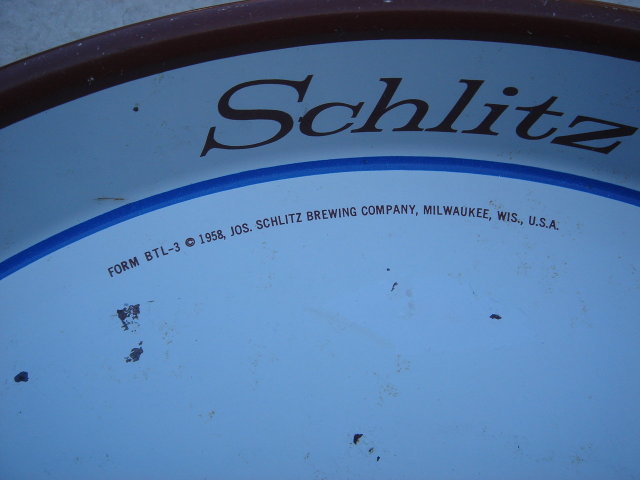 Schlitz
FORM BTL-3 © 1958, JOS. SCHLITZ BREWING COMPANY, MILWAUKEE, WIS., U.S.A.